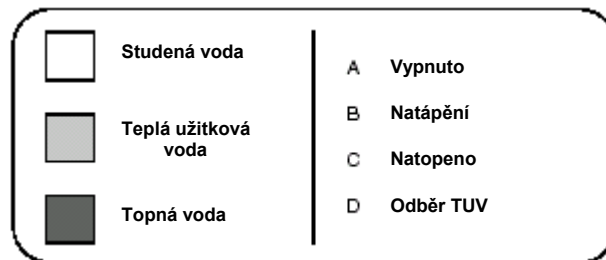 Studená voda
Teplá užitková
voda
Topná voda
A Vypnuto
B Natápění
C Natopeno
D Odběr TUV